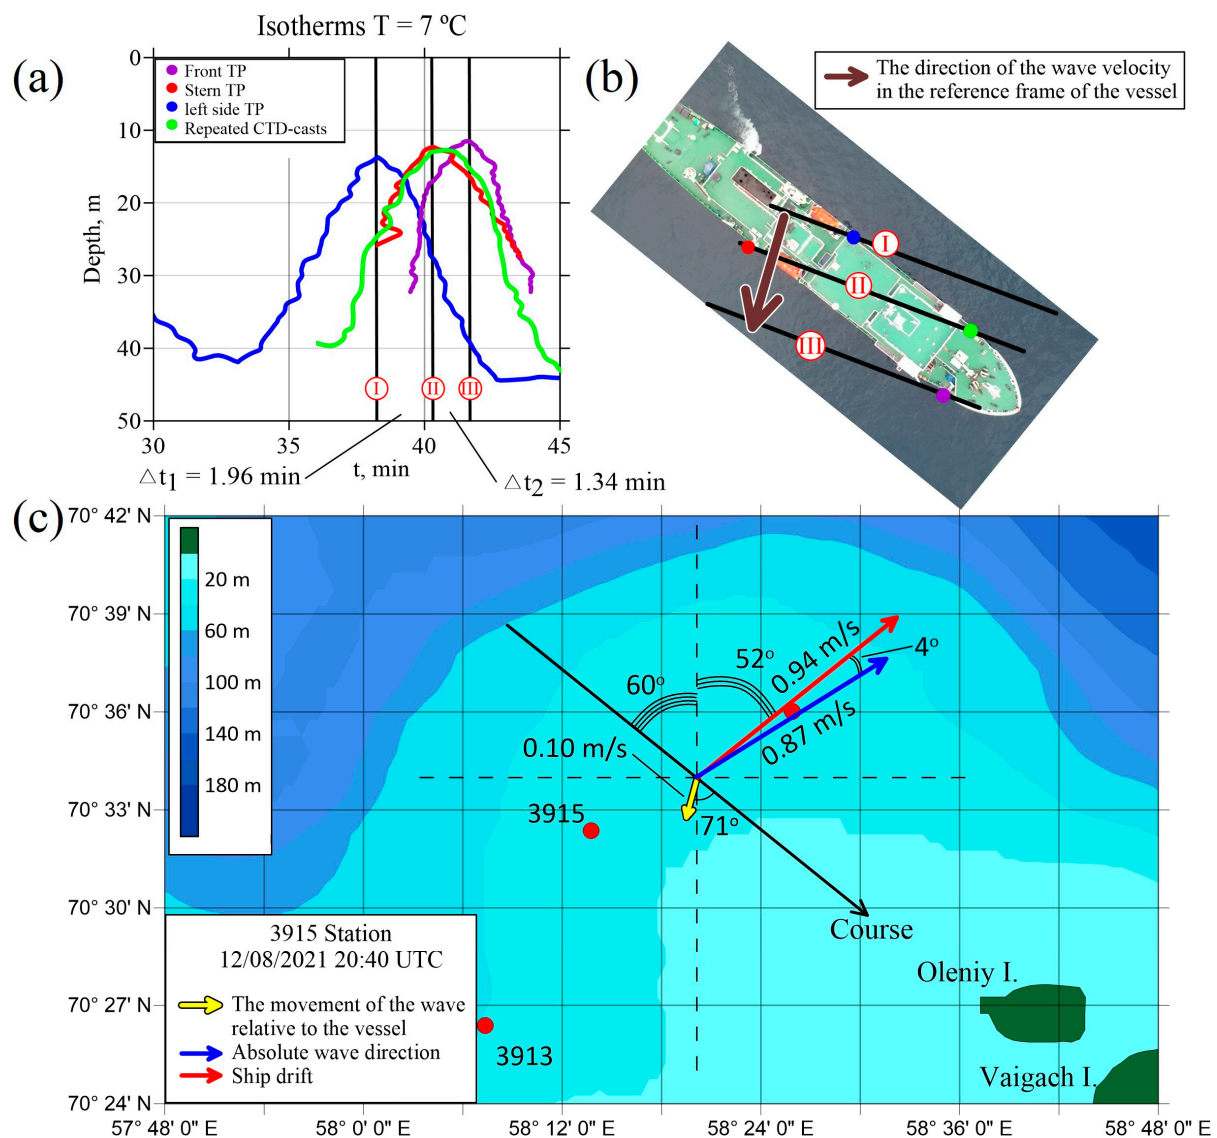 Isotherms T = 7 ºC
(a)
Front TP
Stern TP
left side TP
Repeated CTD-casts
0
10
20
30
40
50
Depth, m
I
II
III
30
35
40
45
t, min
△t1 = 1.96 min
△t2 = 1.34 min
(b)
The direction of the wave velocity
in the reference frame of the vessel
I
II
III
(c)
70° 42' N
70° 39' N
70° 36' N
70° 33' N
70° 30' N
70° 27' N
70° 24' N
20 m
60 m
100 m
140 m
180 m
60o
52o
0.94 m/s
4o
0.87 m/s
0.10 m/s
71o
3915
Course
Oleniy I.
Vaigach I.
3913
3915 Station
12/08/2021 20:40 UTC
The movement of the wave
relative to the vessel
Absolute wave direction
Ship drift
57° 48' 0" E
58° 0' 0" E
58° 12' 0" E
58° 24' 0" E
58° 36' 0" E
58° 48' 0" E